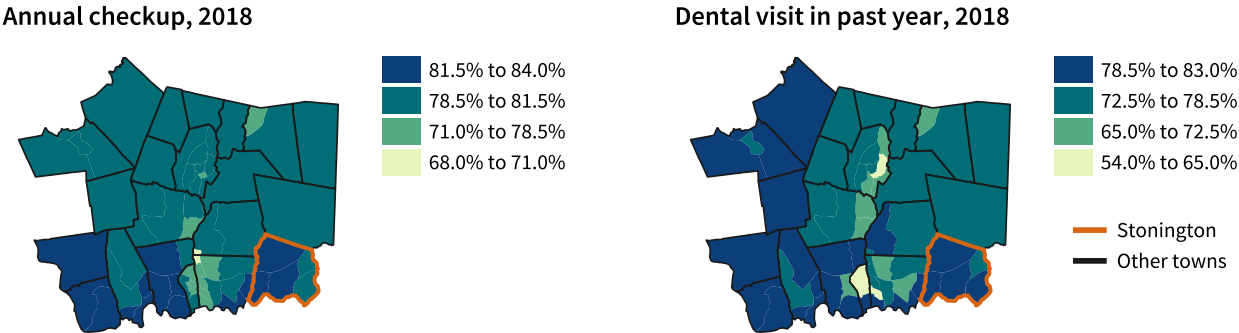 Annual checkup, 2018
81.5% to 84.0%
78.5% to 81.5%
71.0% to 78.5%
68.0% to 71.0%
Dental visit in past year, 2018
78.5% to 83.0%
72.5% to 78.5%
65.0% to 72.5%
54.0% to 65.0%
Stonington
Other towns